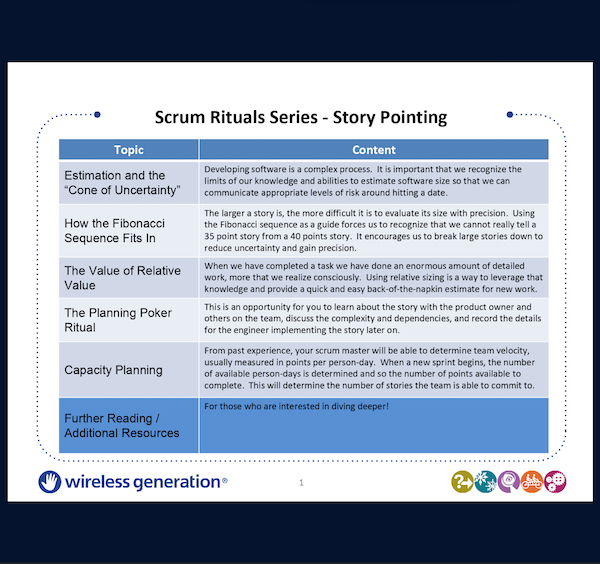 Scrum Rituals Series - Story Pointing
Topic
Content
Estimation and the
“Cone of Uncertainty”
Developing software is a complex process. It is important that we recognize the
limits of our knowledge and abilities to estimate software size so that we can
communicate appropriate levels of risk around hitting a date.
How the Fibonacci
Sequence Fits In
The larger a story is, the more difficult it is to evaluate its size with precision. Using
the Fibonacci sequence as a guide forces us to recognize that we cannot really tell a
35 point story from a 40 points story. It encourages us to break large stories down to
reduce uncertainty and gain precision.
The Value of Relative
Value
When we have completed a task we have done an enormous amount of detailed
work, more that we realize consciously. Using relative sizing is a way to leverage that
knowledge and provide a quick and easy back-of-the-napkin estimate for new work.
The Planning Poker
Ritual
This is an opportunity for you to learn about the story with the product owner and
others on the team, discuss the complexity and dependencies, and record the details
for the engineer implementing the story later on.
Capacity Planning
From past experience, your scrum master will be able to determine team velocity,
usually measured in points per person-day. When a new sprint begins, the number
of available person-days is determined and so the number of points available to
complete. This will determine the number of stories the team is able to commit to.
Further Reading /
Additional Resources
For those who are interested in diving deeper!
wireless generation®
1